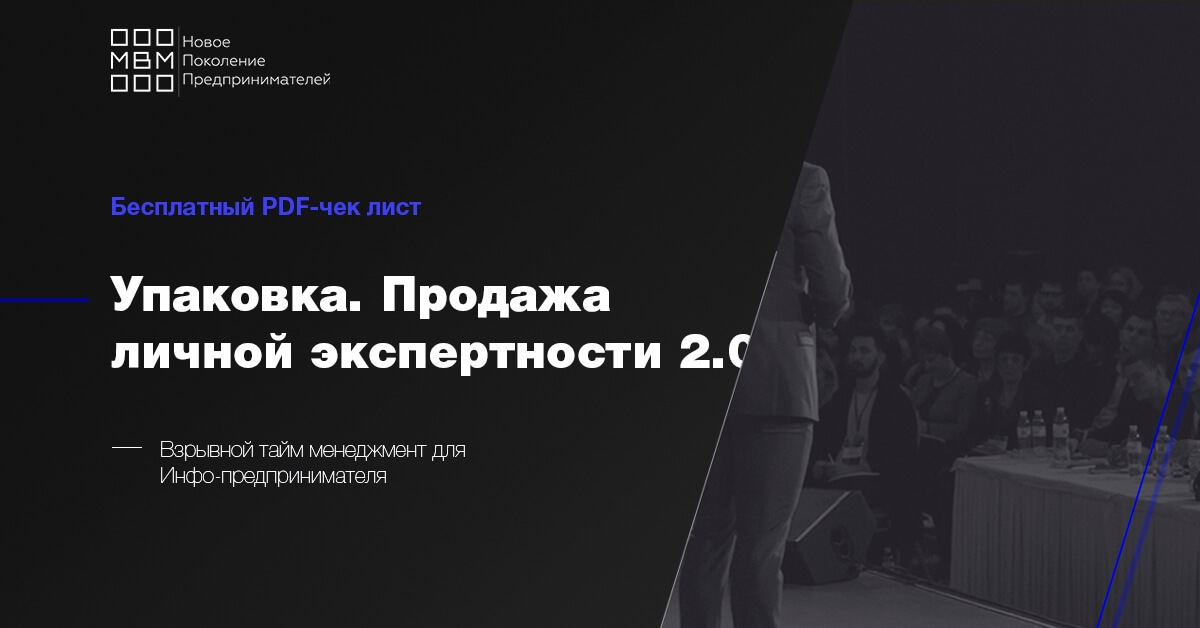 Новое
МВМ Поколение
Предпринимателей
Бесплатный PDF-чек лист
Упаковка. Продажа
личной экспертности 2.0
Взрывной тайм менеджмент для
Инфо-предпринимателя